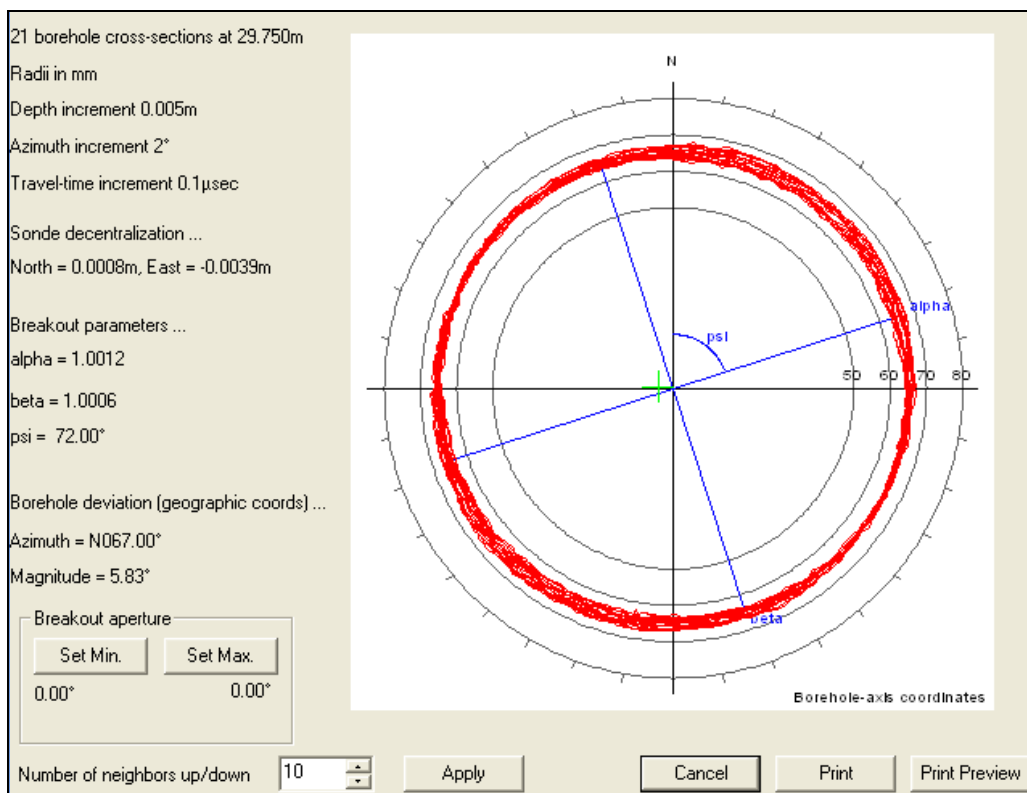 21 borehole cross-sections at 29.750m
Radii in mm
Depth increment 0.005m
Azimuth increment 2°
Travel-time increment 0.1µsec
Sonde decentralization ...
North = 0.0008m, East = -0.0039m
Breakout parameters ...
alpha = 1.0012
beta = 1.0006
psi = 72.00°
Borehole deviation (geographic coords) ...
Azimuth = N067.00°
Magnitude = 5.83°
Breakout aperture
Set Min. Set Max.
0.00° 0.00°
N
alpha
psi
50 60 70 80
beta
Borehole-axis coordinates
Number of neighbors up/down 10 Apply Cancel Print Print Preview